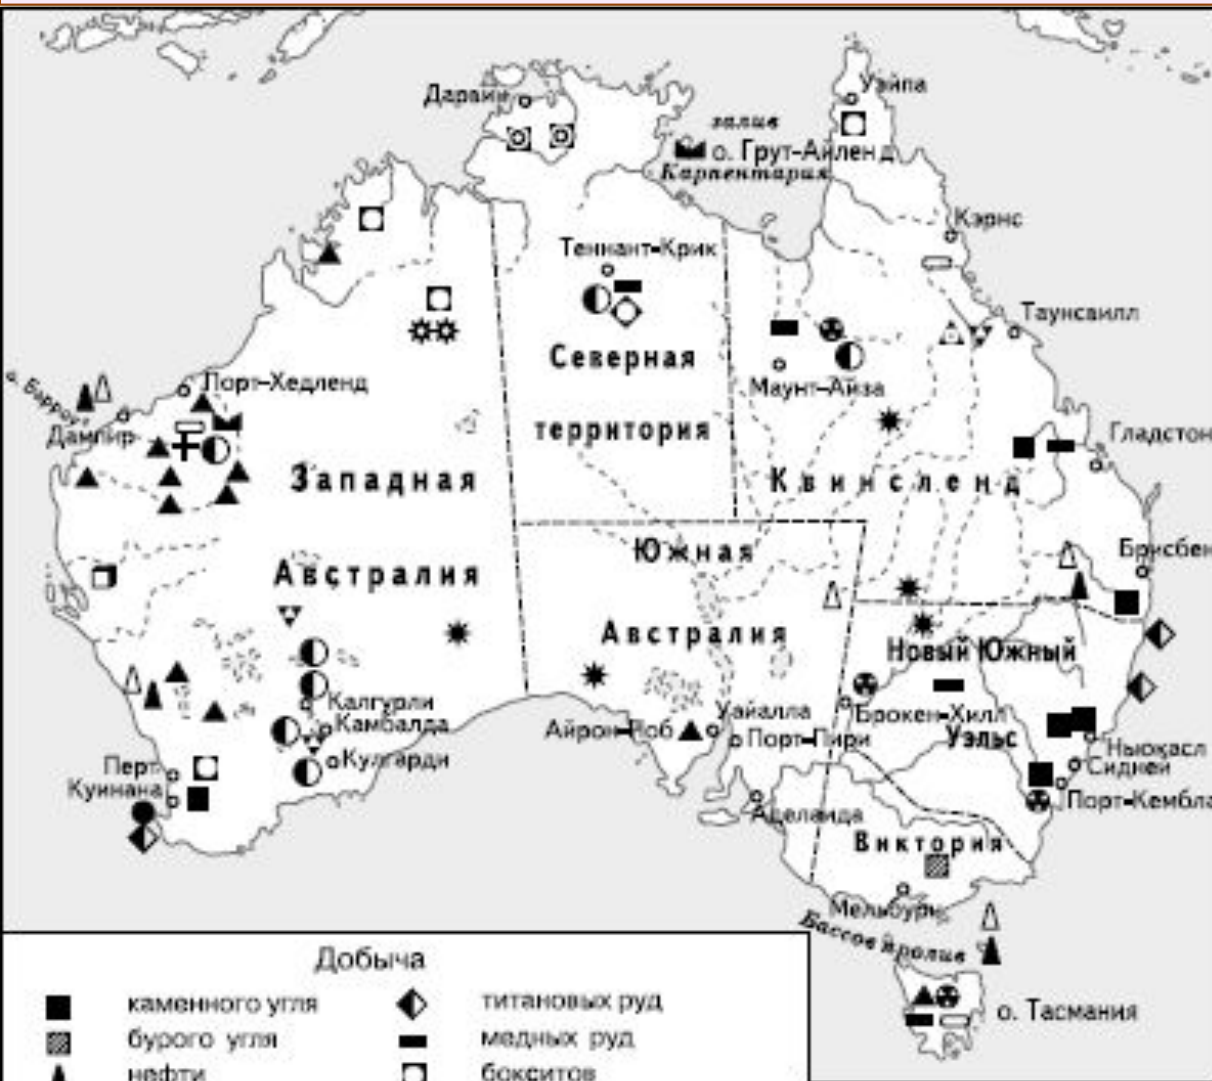 Дарвин
Уэйпа
залив
о. Грут-Айленд
Карпентария
Кэрнс
Теннант-Крик
Таунсвилл
Северная
Маунт-Айза
о. Барроу
Порт-Хедленд
территория
Дампир
Гладстон
Западная
Квинсленд
Южная
Брисбен
Австралия
Австралия
Новый Южный
Калгурли
Уайалла
Брокен-Хилл
Камбалда
Айрон-Ноб
Порт-Пири
Уэльс
Ньюкасл
Кулгарди
Перт
Сидней
Куинана
Порт-Кембла
Аделаида
Виктория
Мельбурн
Бассов пролив
о. Тасмания
Добыча
каменного угля
титановых руд
бурого угля
медных руд
нефти
бокситов